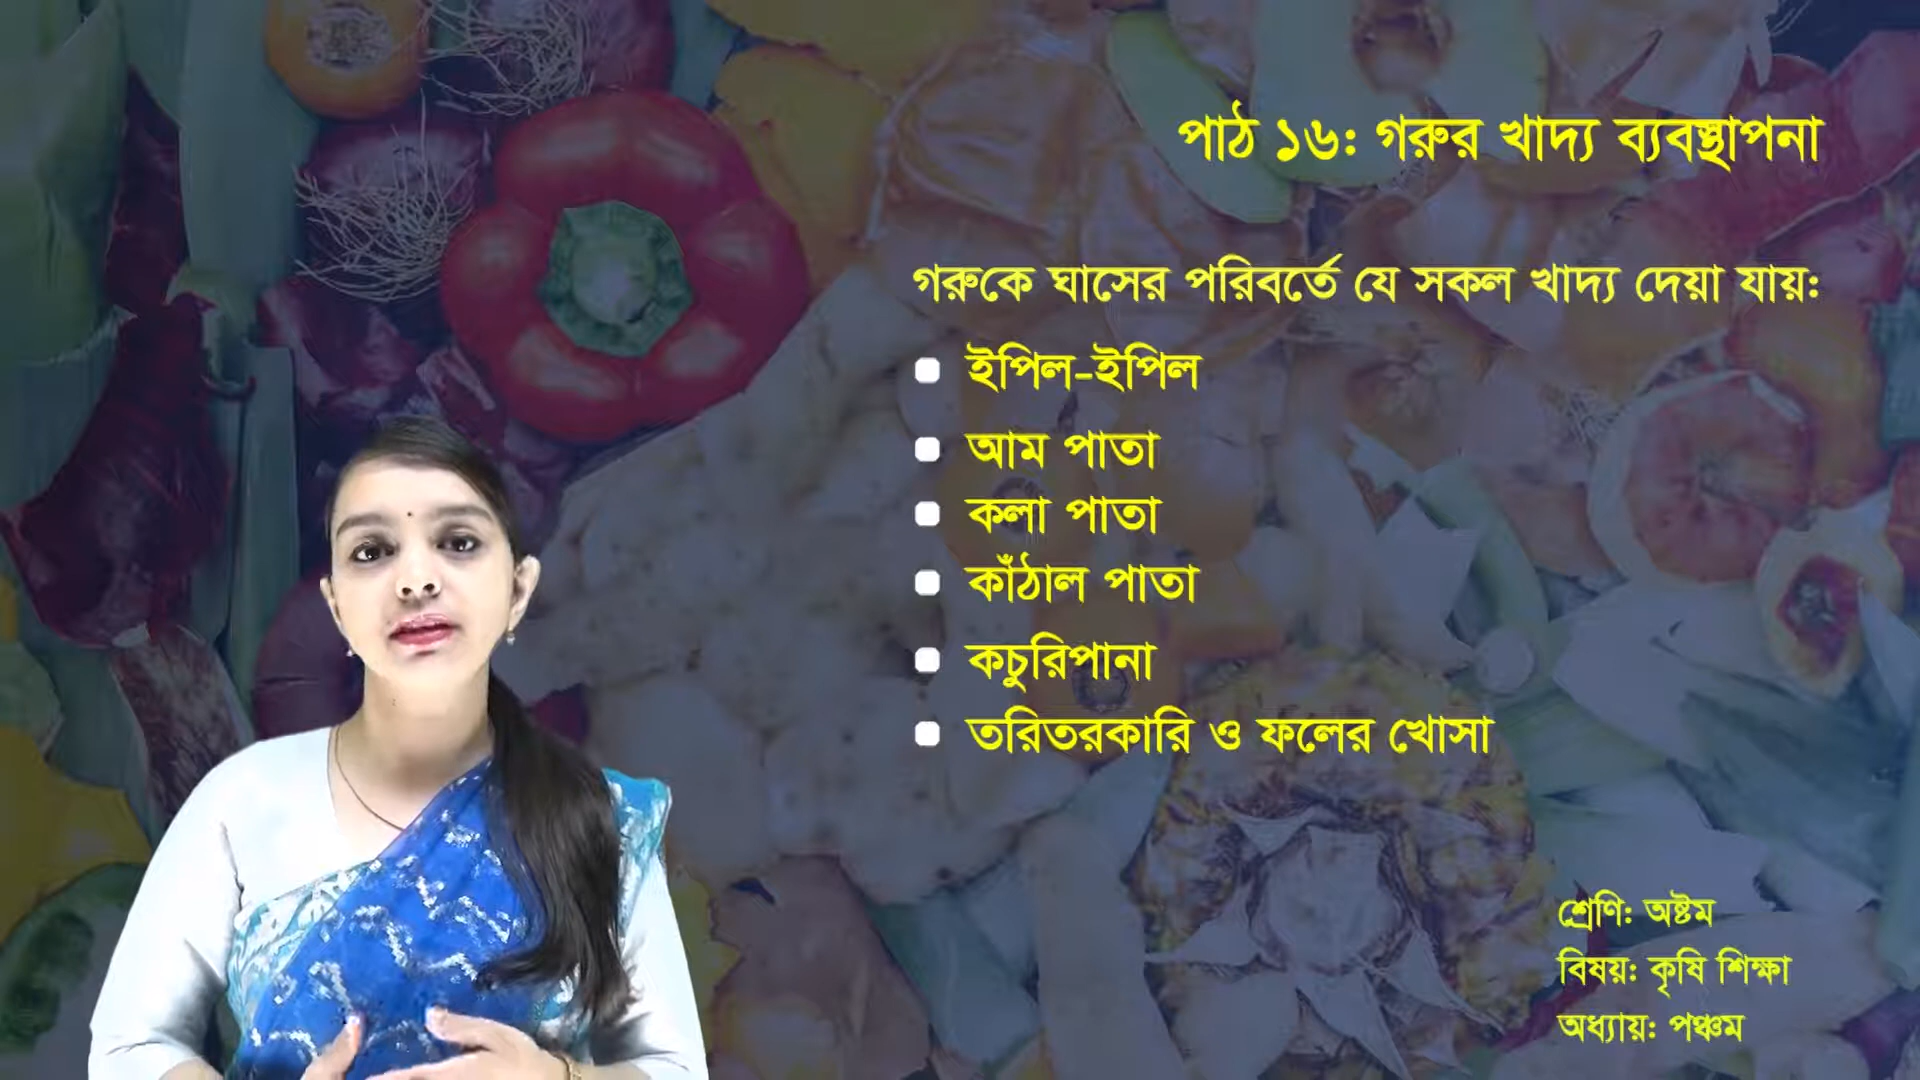 পাঠ ১৬: গরুর খাদ্য ব্যবস্থাপনা
গরুকে ঘাসের পরিবর্তে যে সকল খাদ্য দেয়া যায়:
ইপিল-ইপিল
আম পাতা
কলা পাতা
কাঁঠাল পাতা
কচুরিপানা
তরিতরকারি ও ফলের খোসা
শ্রেণি: অষ্টম
বিষয়: কৃষি শিক্ষা
অধ্যায়: পঞ্চম